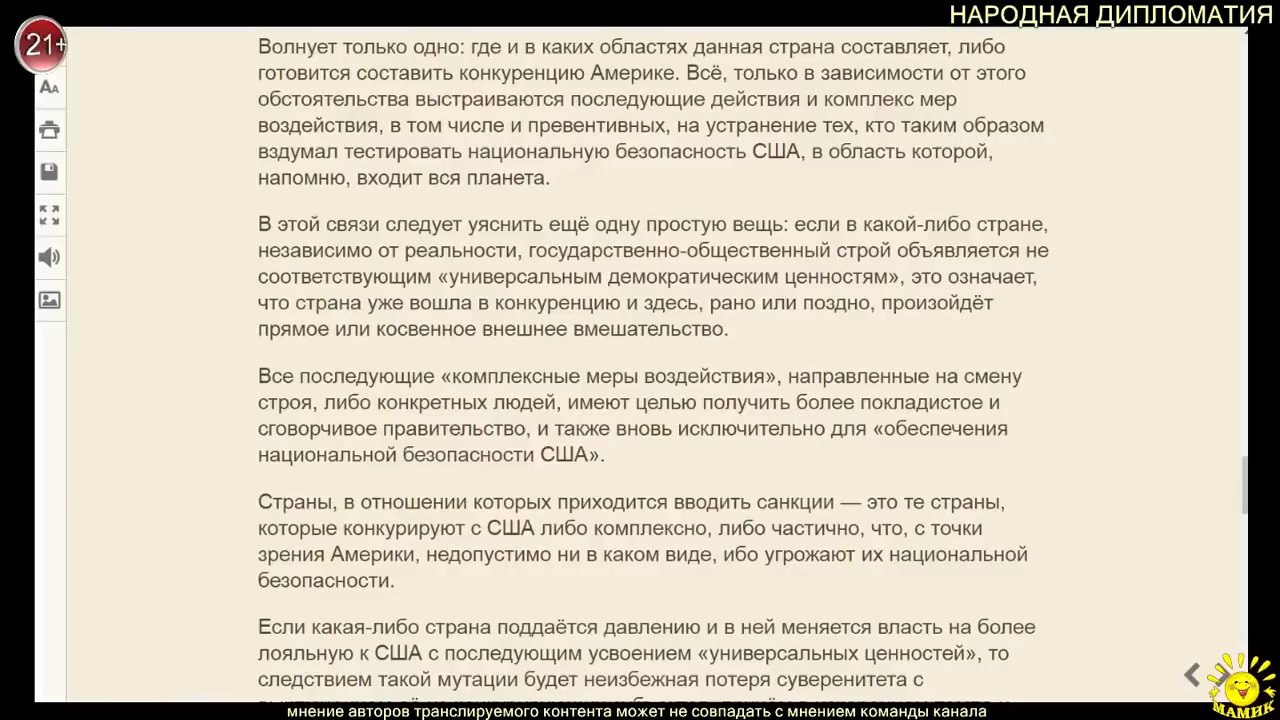 НАРОДНАЯ ДИПЛОМАТИЯ
21+
AA
Волнует только одно: где и в каких областях данная страна составляет, либо
готовится составить конкуренцию Америке. Всё, только в зависимости от этого
обстоятельства выстраиваются последующие действия и комплекс мер
воздействия, в том числе и превентивных, на устранение тех, кто таким образом
вздумал тестировать национальную безопасность США, в область которой,
напомню, входит вся планета.
В этой связи следует уяснить ещё одну простую вещь: если в какой-либо стране,
независимо от реальности, государственно-общественный строй объявляется не
соответствующим «универсальным демократическим ценностям», это означает,
что страна уже вошла в конкуренцию и здесь, рано или поздно, произойдёт
прямое или косвенное внешнее вмешательство.
Все последующие «комплексные меры воздействия», направленные на смену
строя, либо конкретных людей, имеют целью получить более покладистое и
сговорчивое правительство, и также вновь исключительно для «обеспечения
национальной безопасности США».
Страны, в отношении которых приходится вводить санкции — это те страны,
которые конкурируют с США либо комплексно, либо частично, что, с точки
зрения Америки, недопустимо ни в каком виде, ибо угрожают их национальной
безопасности.
Если какая-либо страна поддаётся давлению и в ней меняется власть на более
лояльную к США с последующим усвоением «универсальных ценностей», то
следствием такой мутации будет неизбежная потеря суверенитета с
МАМИК
мнение авторов транслируемого контента может не совпадать с мнением команды канала